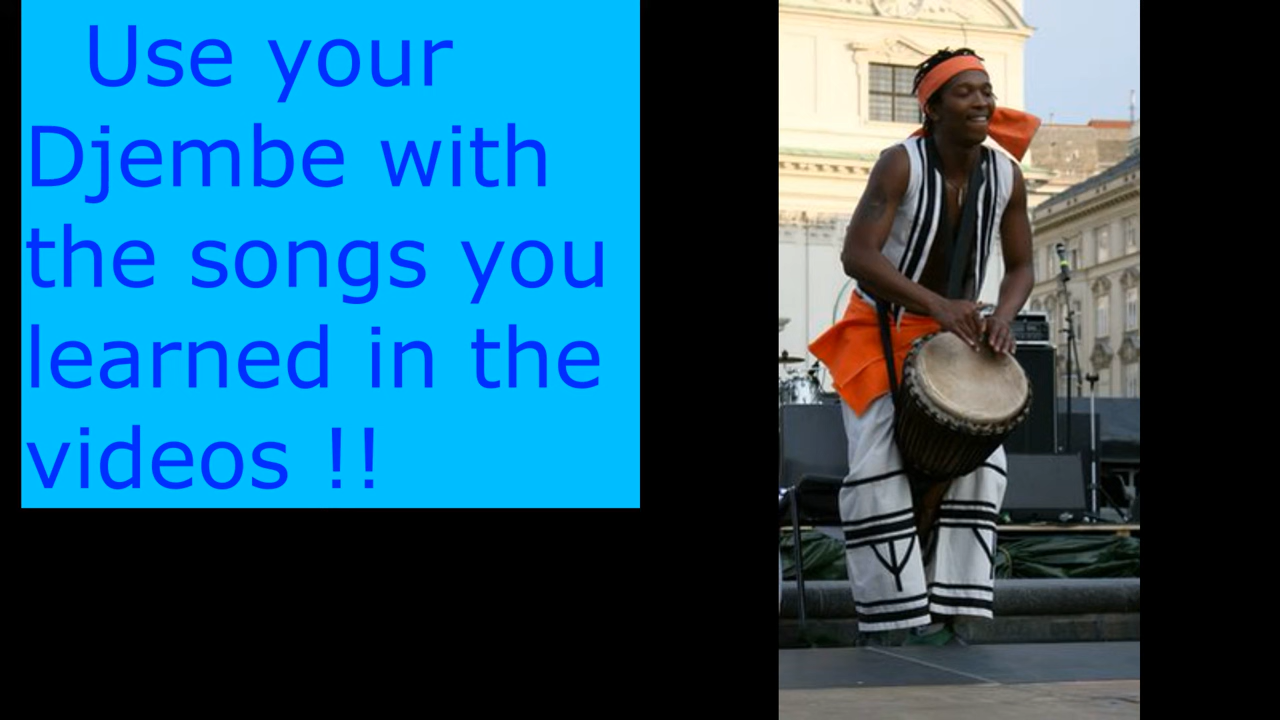 Use your
Djembe with
the songs you
learned in the
videos !!